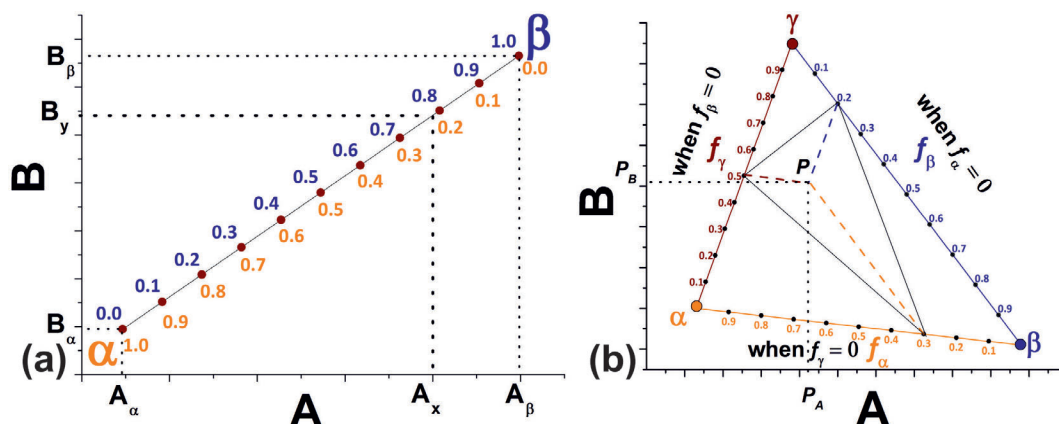 B
B_β
B_y
B_α
1.0 β
0.9 0.0
0.8 0.1
0.7 0.2
0.6 0.3
0.5 0.4
0.4 0.5
0.3 0.6
0.2 0.7
0.1 0.8
0.0 0.9
α 1.0
(a)
A_α A A_x A_β
γ
0.9
0.8
0.7
0.6
0.5
0.4
0.3
0.2
0.1
when f_β = 0
f_γ
0.1
0.2
0.3
0.4
0.5
0.6
0.7
0.8
0.9
when f_α = 0
f_β
P
P_B
B
α
0.9 0.8 0.7 0.6 0.5 0.4 0.3 0.2 0.1
β
when f_γ = 0 f_α
(b)
P_A A